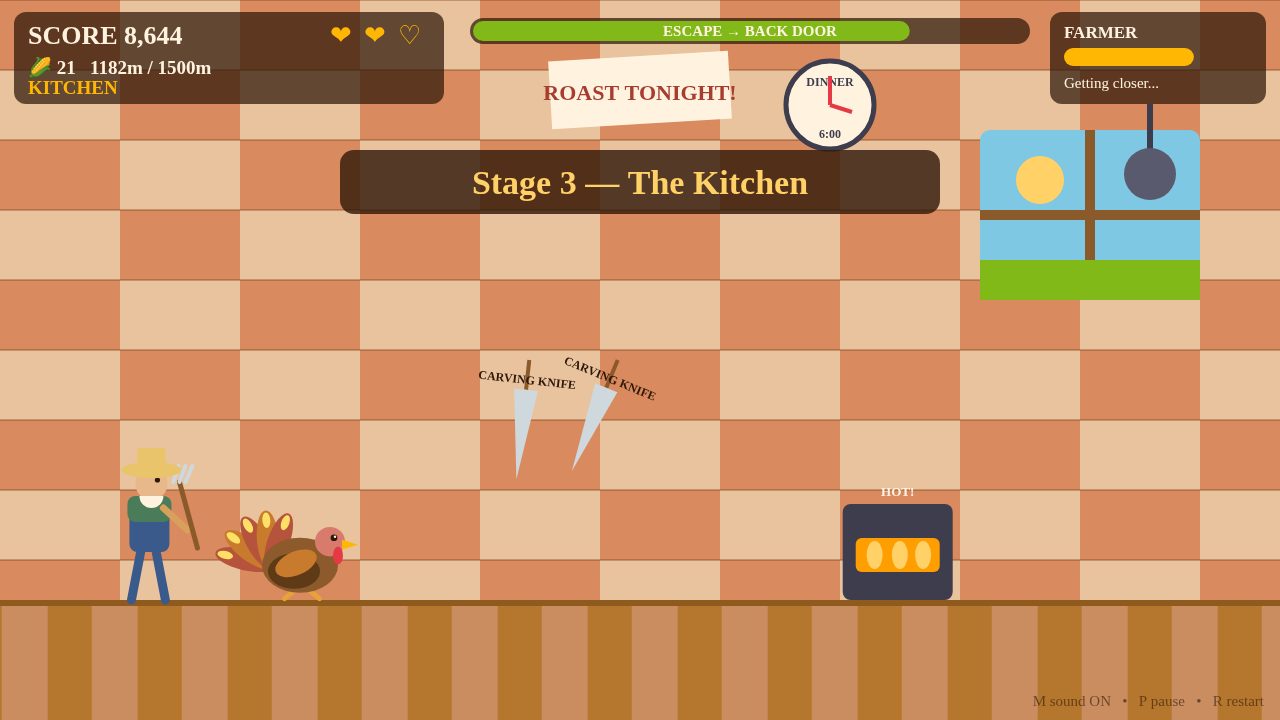 SCORE 8,644 ❤ ❤ ♡
🌽 21 1182m / 1500m
KITCHEN
ESCAPE → BACK DOOR
FARMER
Getting closer...
ROAST TONIGHT!
DINNER
6:00
Stage 3 — The Kitchen
CARVING KNIFE
CARVING KNIFE
HOT!
M sound ON • P pause • R restart